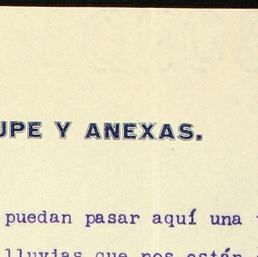 UPE Y ANEXAS.
puedan pasar aquí una
lluvias que nos están